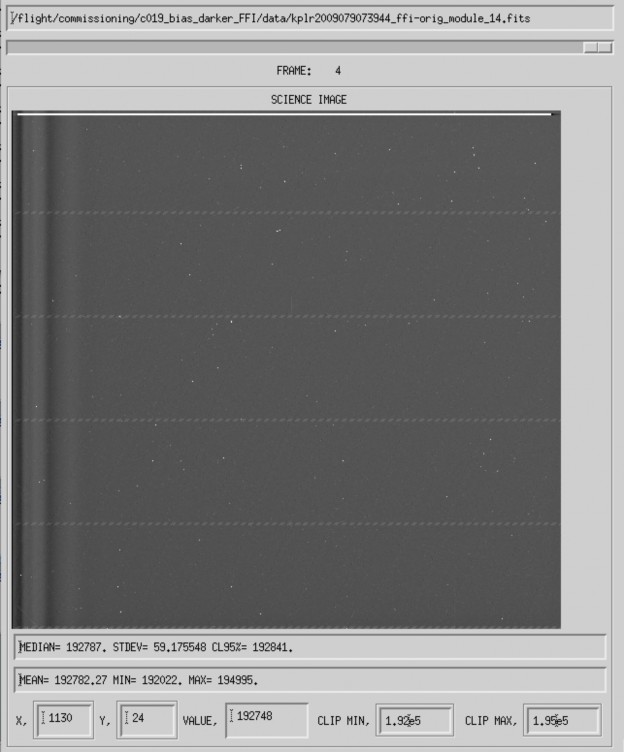 /flight/commissioning/c019_bias_darker_FFI/data/kplr2009079073944_ffi-orig_module_14.fits
FRAME: 4
SCIENCE IMAGE
MEDIAN= 192787. STDEV= 59.175548 CL95%= 192841.
MEAN= 192782.27 MIN= 192022. MAX= 194995.
X, 1130 Y, 24 VALUE, 192748 CLIP MIN, 1.92e5 CLIP MAX, 1.95e5